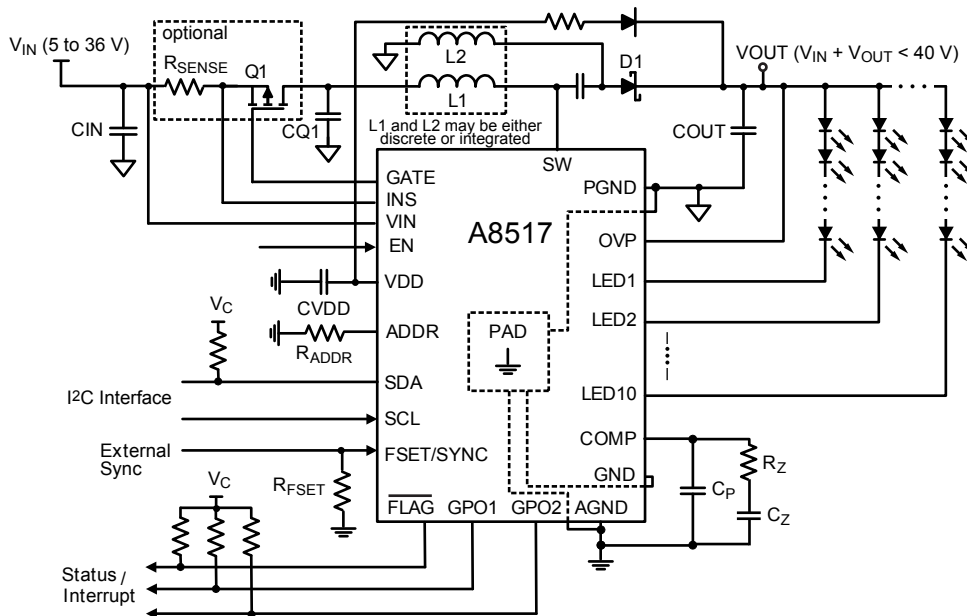 V_IN (5 to 36 V)
optional
R_SENSE
Q1
L2
L1
D1
VOUT (V_IN + V_OUT < 40 V)
CIN
CQ1
L1 and L2 may be either
discrete or integrated
COUT
SW
GATE
INS
VIN
EN
VDD
CVDD
ADDR
R_ADDR
V_C
SDA
I2C Interface
SCL
External
Sync
FSET/SYNC
R_FSET
A8517
PAD
PGND
OVP
LED1
LED2
LED10
COMP
GND
R_Z
C_P
C_Z
FLAG
GPO1
GPO2
AGND
V_C
Status /
Interrupt